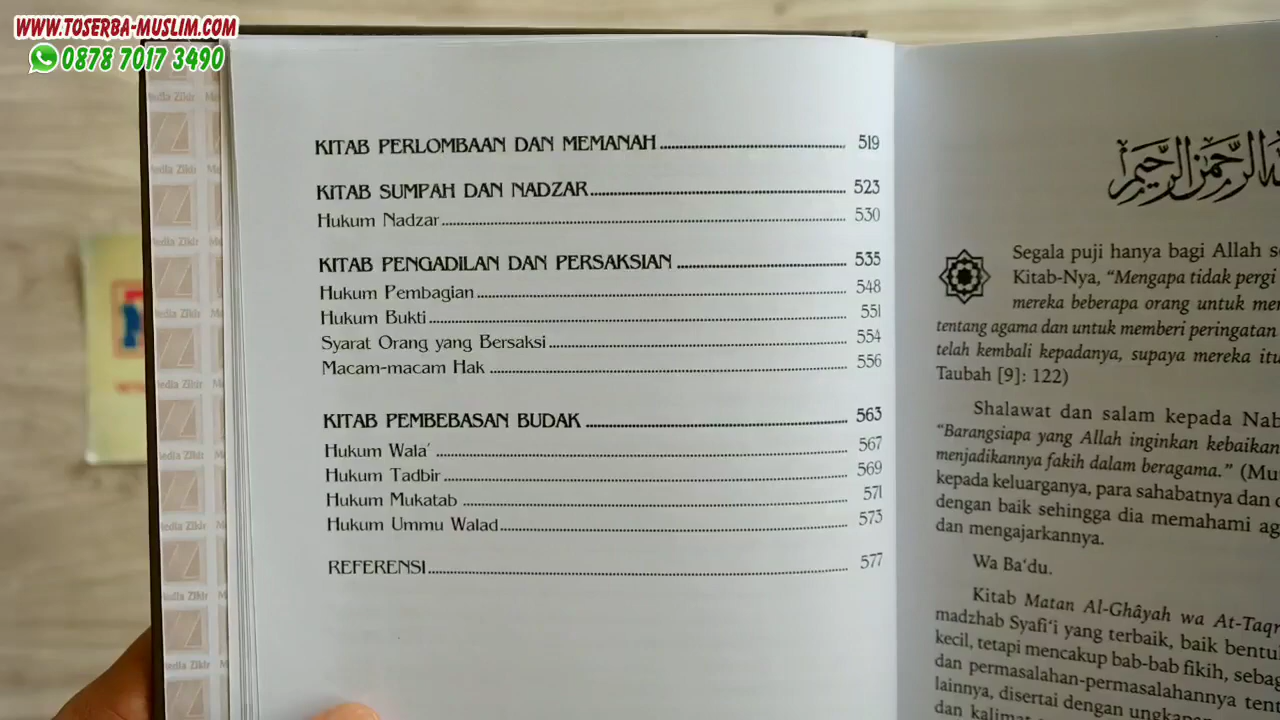 WWW.TOSERBA-MUSLIM.COM
0878 7017 3490
KITAB PERLOMBAAN DAN MEMANAH 519
KITAB SUMPAH DAN NADZAR 523
Hukum Nadzar 530
KITAB PENGADILAN DAN PERSAKSIAN 535
Hukum Pembagian 548
Hukum Bukti 551
Syarat Orang yang Bersaksi 554
Macam-macam Hak 556
KITAB PEMBEBASAN BUDAK 563
Hukum Wala' 567
Hukum Tadbir 569
Hukum Mukatab 571
Hukum Ummu Walad 573
REFERENSI 577
الرحمن الرحيم
Segala puji hanya bagi Allah
Kitab-Nya, “Mengapa tidak pergi
mereka beberapa orang untuk
tentang agama dan untuk memberi peringatan
telah kembali kepadanya, supaya mereka
Taubah [9]: 122)
Shalawat dan salam kepada
“Barangsiapa yang Allah inginkan kebaikan
menjadikannya fakih dalam beragama.”
kepada keluarganya, para sahabatnya dan
dengan baik sehingga dia memahami
dan mengajarkannya.
Wa Ba‘du.
Kitab Matan Al-Ghâyah wa
madzhab Syafi‘i yang terbaik, baik
kecil, tetapi mencakup bab-bab fikih,
dan permasalahan-permasalahannya
lainnya, disertai dengan
dan kalimat